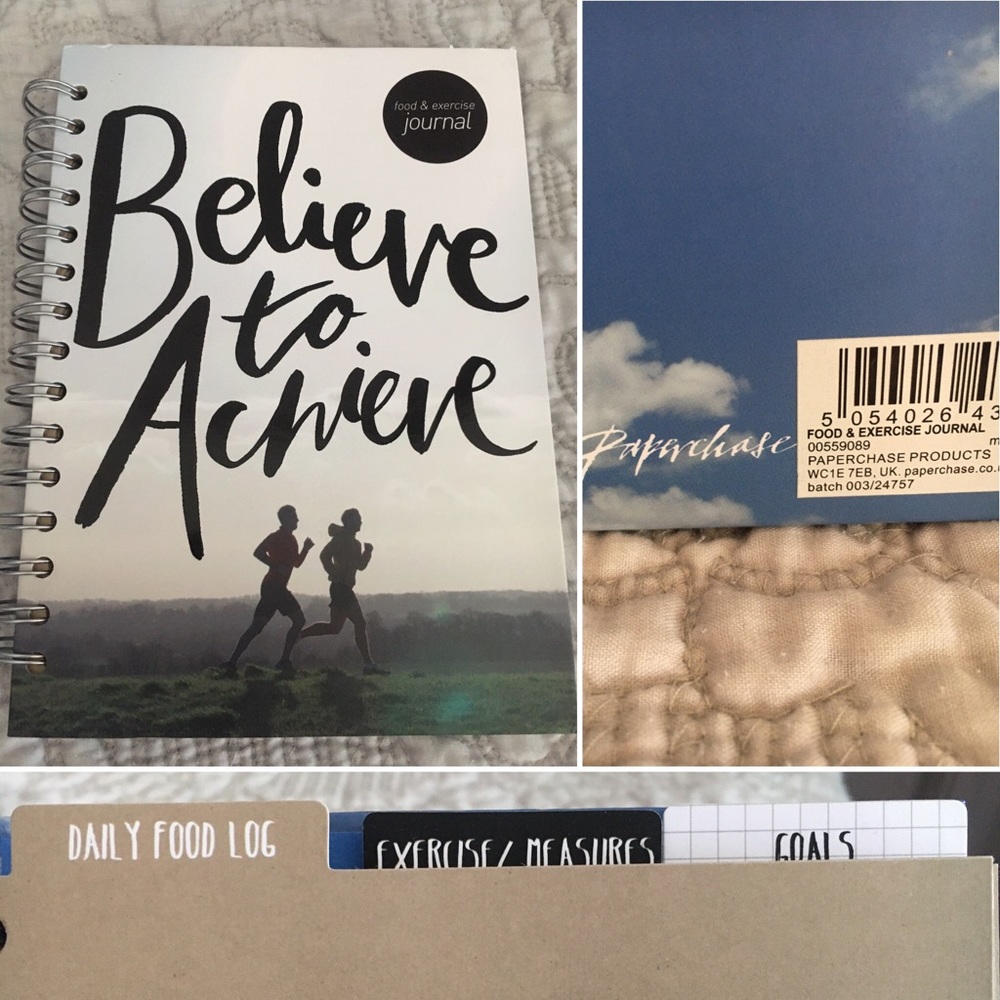 food & exercise
journal
Believe
to
Achieve
Paperchase
5 054026 43
FOOD & EXERCISE JOURNAL
00559089
PAPERCHASE PRODUCTS
WC1E 7EB, UK. paperchase.co.u
batch 003/24757
DAILY FOOD LOG
EXERCISE/ MEASURES
GOALS